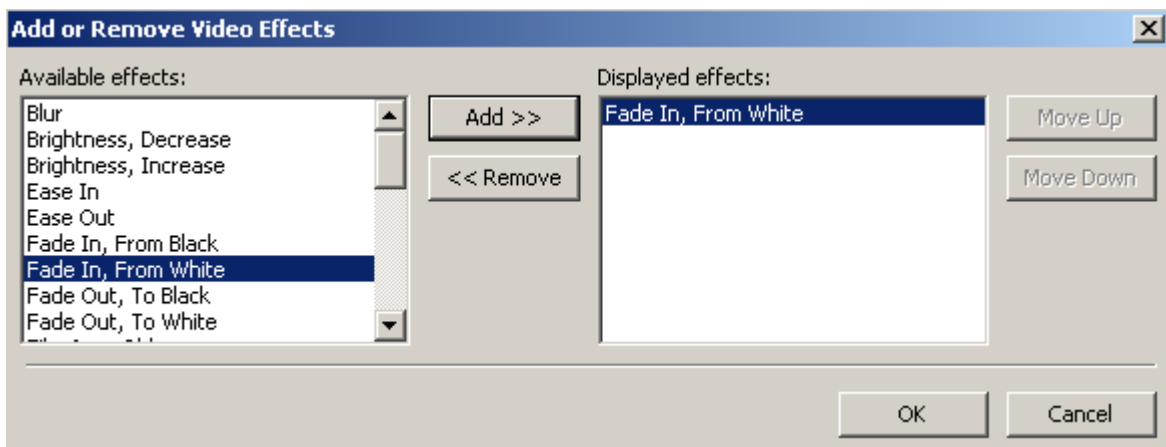 Add or Remove Video Effects
Available effects:
Blur
Brightness, Decrease
Brightness, Increase
Ease In
Ease Out
Fade In, From Black
Fade In, From White
Fade Out, To Black
Fade Out, To White
Add >>
<< Remove
Displayed effects:
Fade In, From White
Move Up
Move Down
OK
Cancel